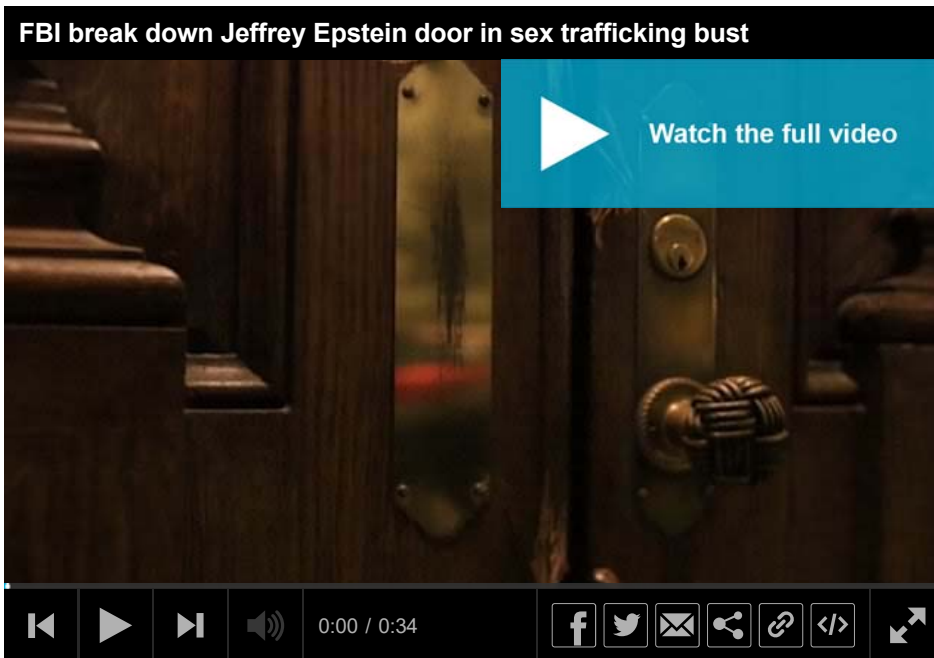 FBI break down Jeffrey Epstein door in sex trafficking bust
Watch the full video
0:00 / 0:34